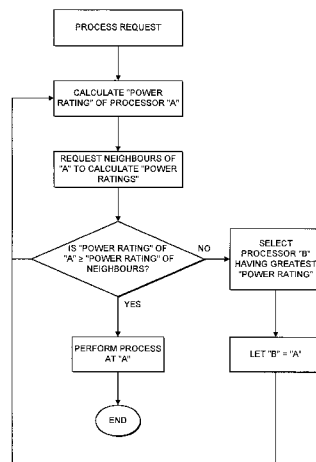 PROCESS REQUEST
CALCULATE "POWER
RATING" OF PROCESSOR "A"
REQUEST NEIGHBOURS OF
"A" TO CALCULATE "POWER
RATINGS"
IS "POWER RATING" OF
"A" ≥ "POWER RATING" OF
NEIGHBOURS?
NO
SELECT
PROCESSOR "B"
HAVING GREATEST
"POWER RATING"
YES
PERFORM PROCESS
AT "A"
LET "B" = "A"
END